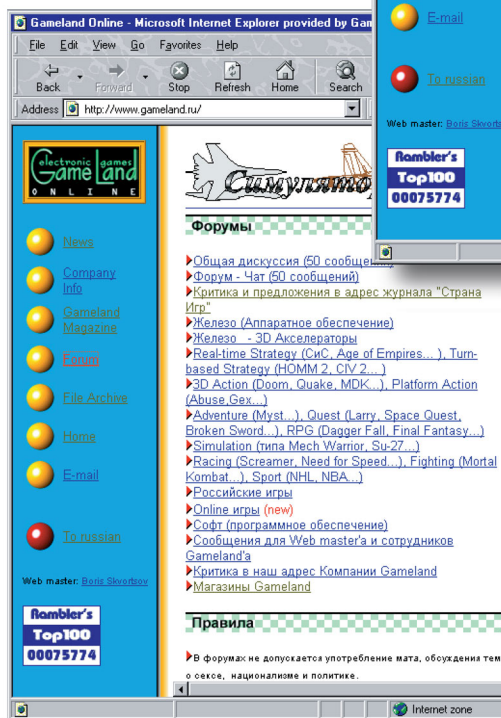 Gameland Online - Microsoft Internet Explorer provided by Gam
File Edit View Go Favorites Help
Back Forward Stop Refresh Home Search
Address http://www.gameland.ru/
electronic games
Game Land
ONLINE
News
Company
Info
Gameland
Magazine
Forum
File Archive
Home
E-mail
To russian
Web master: Boris Skvortsov
Rambler's
Top100
00075774
Форумы
Общая дискуссия (50 сообще
Форум - Чат (50 сообщений)
Критика и предложения в адрес журнала "Страна
Игр"
Железо (Аппаратное обеспечение)
Железо - 3D Акселераторы
Real-time Strategy (СиС, Age of Empires... ), Turn-
based Strategy (HOMM 2, CIV 2... )
3D Action (Doom, Quake, MDK...), Platform Action
(Abuse,Gex...)
Adventure (Myst...), Quest (Larry, Space Quest,
Broken Sword...), RPG (Dagger Fall, Final Fantasy...)
Simulation (типа Mech Warrior, Su-27...)
Racing (Screamer, Need for Speed...), Fighting (Mortal
Kombat...), Sport (NHL, NBA...)
Российские игры
Online игры (new)
Софт (программное обеспечение)
Сообщения для Web master'а и сотрудников
Gameland'а
Критика в наш адрес Компании Gameland
Магазины Gameland
Правила
В форумах не допускается употребление мата, обсуждения тем
о сексе, национализме и политике.
Internet zone
E-mail
To russian
Web master: Boris Skvorts
Rambler's
Top100
00075774